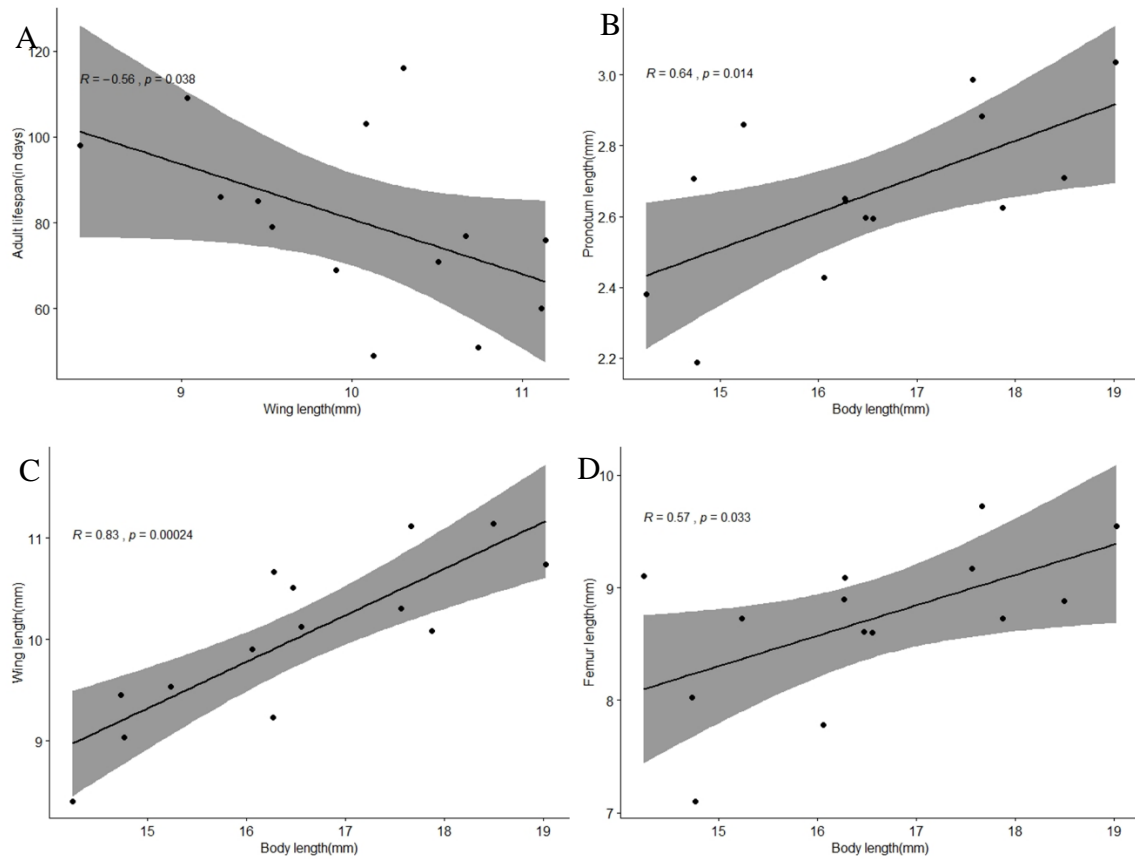 A
120
R = −0.56 , p = 0.038
100
80
60
Adult lifespan(in days)
9 10 11
Wing length(mm)
B
R = 0.64 , p = 0.014
3.0
2.8
2.6
2.4
2.2
Pronotum length(mm)
15 16 17 18 19
Body length(mm)
C
R = 0.83 , p = 0.00024
11
10
9
Wing length(mm)
15 16 17 18 19
Body length(mm)
D
10
R = 0.57 , p = 0.033
9
8
7
Femur length(mm)
15 16 17 18 19
Body length(mm)